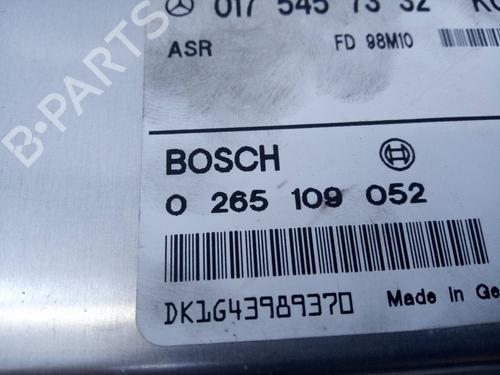 017 545 73 32
ASR FD 98M10
BOSCH
0 265 109 052
DK1G43989370 Made in Ge
B-PARTS